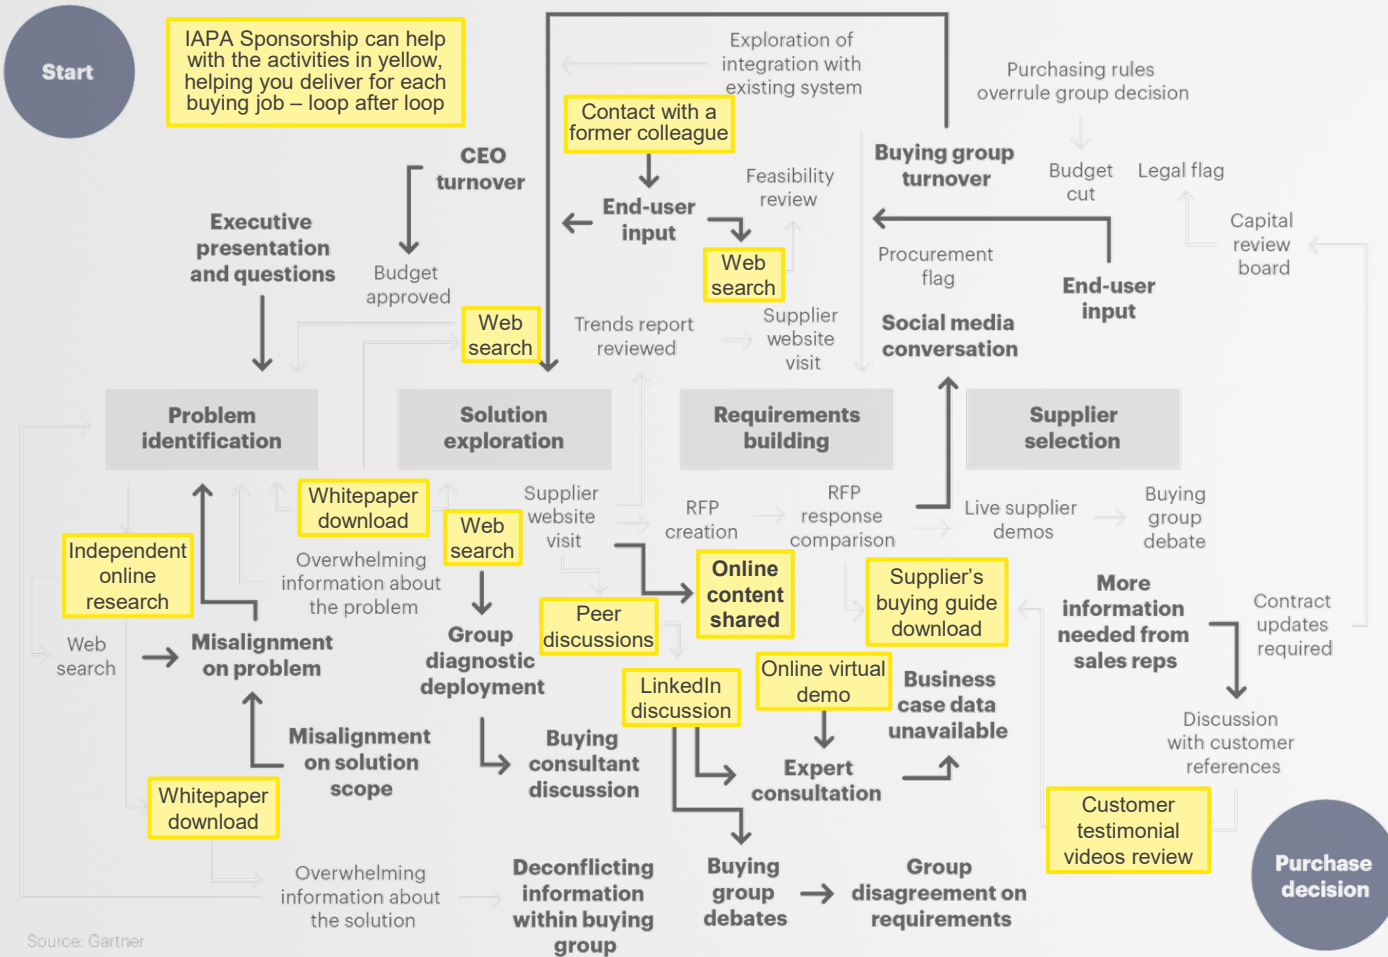 Start
IAPA Sponsorship can help
with the activities in yellow,
helping you deliver for each
buying job – loop after loop
Exploration of
integration with
existing system
Purchasing rules
overrule group decision
Contact with a
former colleague
CEO
turnover
Buying group
turnover
Budget
cut
Legal flag
Feasibility
review
Executive
presentation
and questions
End-user
input
Capital
review
board
Budget
approved
Web
search
Procurement
flag
End-user
input
Web
search
Trends report
reviewed
Supplier
website
visit
Social media
conversation
Problem
identification
Solution
exploration
Requirements
building
Supplier
selection
Whitepaper
download
Web
search
Supplier
website
visit
RFP
creation
RFP
response
comparison
Live supplier
demos
Buying
group
debate
Independent
online
research
Overwhelming
information about
the problem
Online
content
shared
Supplier's
buying guide
download
More
information
needed from
sales reps
Contract
updates
required
Peer
discussions
Web
search
Misalignment
on problem
Group
diagnostic
deployment
LinkedIn
discussion
Online virtual
demo
Business
case data
unavailable
Discussion
with customer
references
Misalignment
on solution
scope
Buying
consultant
discussion
Expert
consultation
Whitepaper
download
Customer
testimonial
videos review
Purchase
decision
Overwhelming
information about
the solution
Deconflicting
information
within buying
group
Buying
group
debates
Group
disagreement on
requirements
Source: Gartner